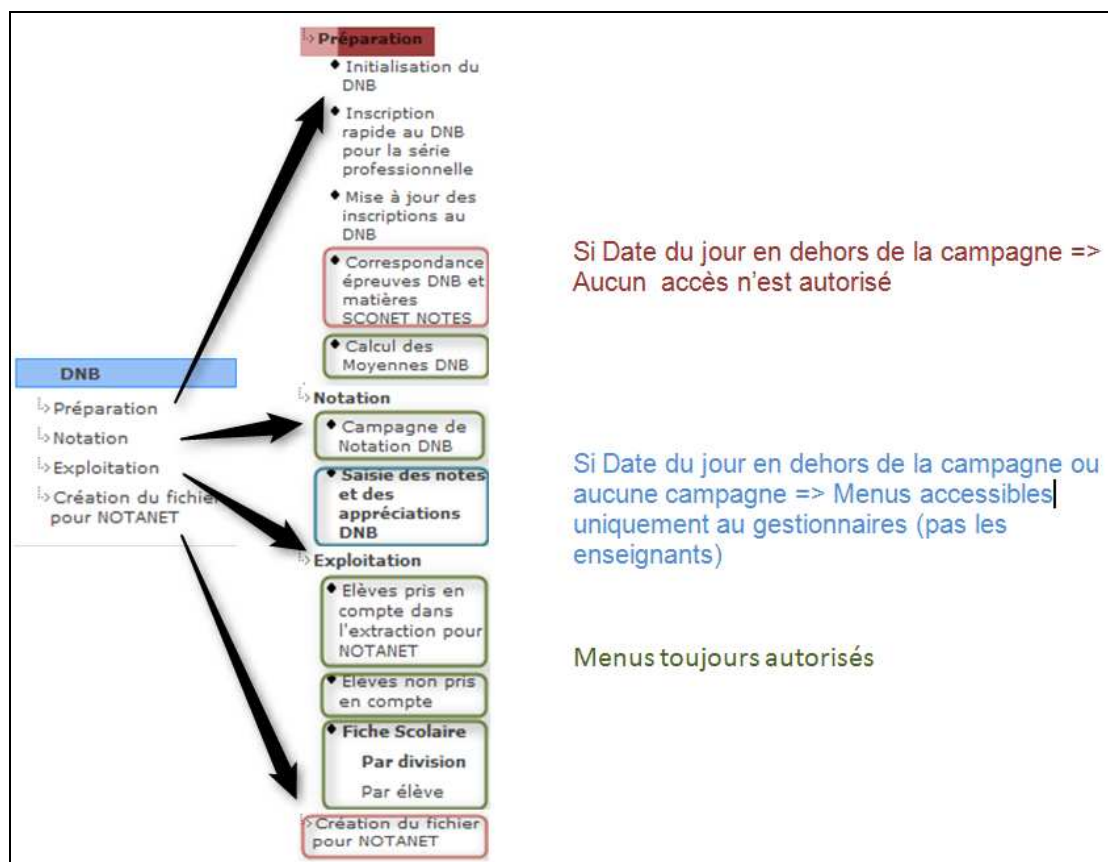 DNB
Préparation
Notation
Exploitation
Création du fichier
pour NOTANET
Préparation
Initialisation du
DNB
Inscription
rapide au DNB
pour la série
professionnelle
Mise à jour des
inscriptions au
DNB
Correspondance
épreuves DNB et
matières
SCONET NOTES
Calcul des
Moyennes DNB
Notation
Campagne de
Notation DNB
Saisie des notes
et des
appréciations
DNB
Exploitation
Elèves pris en
compte dans
l'extraction pour
NOTANET
Elèves non pris
en compte
Fiche Scolaire
Par division
Par élève
Création du fichier
pour NOTANET
Si Date du jour en dehors de la campagne =>
Aucun accès n'est autorisé
Si Date du jour en dehors de la campagne ou
aucune campagne => Menus accessibles
uniquement au gestionnaires (pas les
enseignants)
Menus toujours autorisés